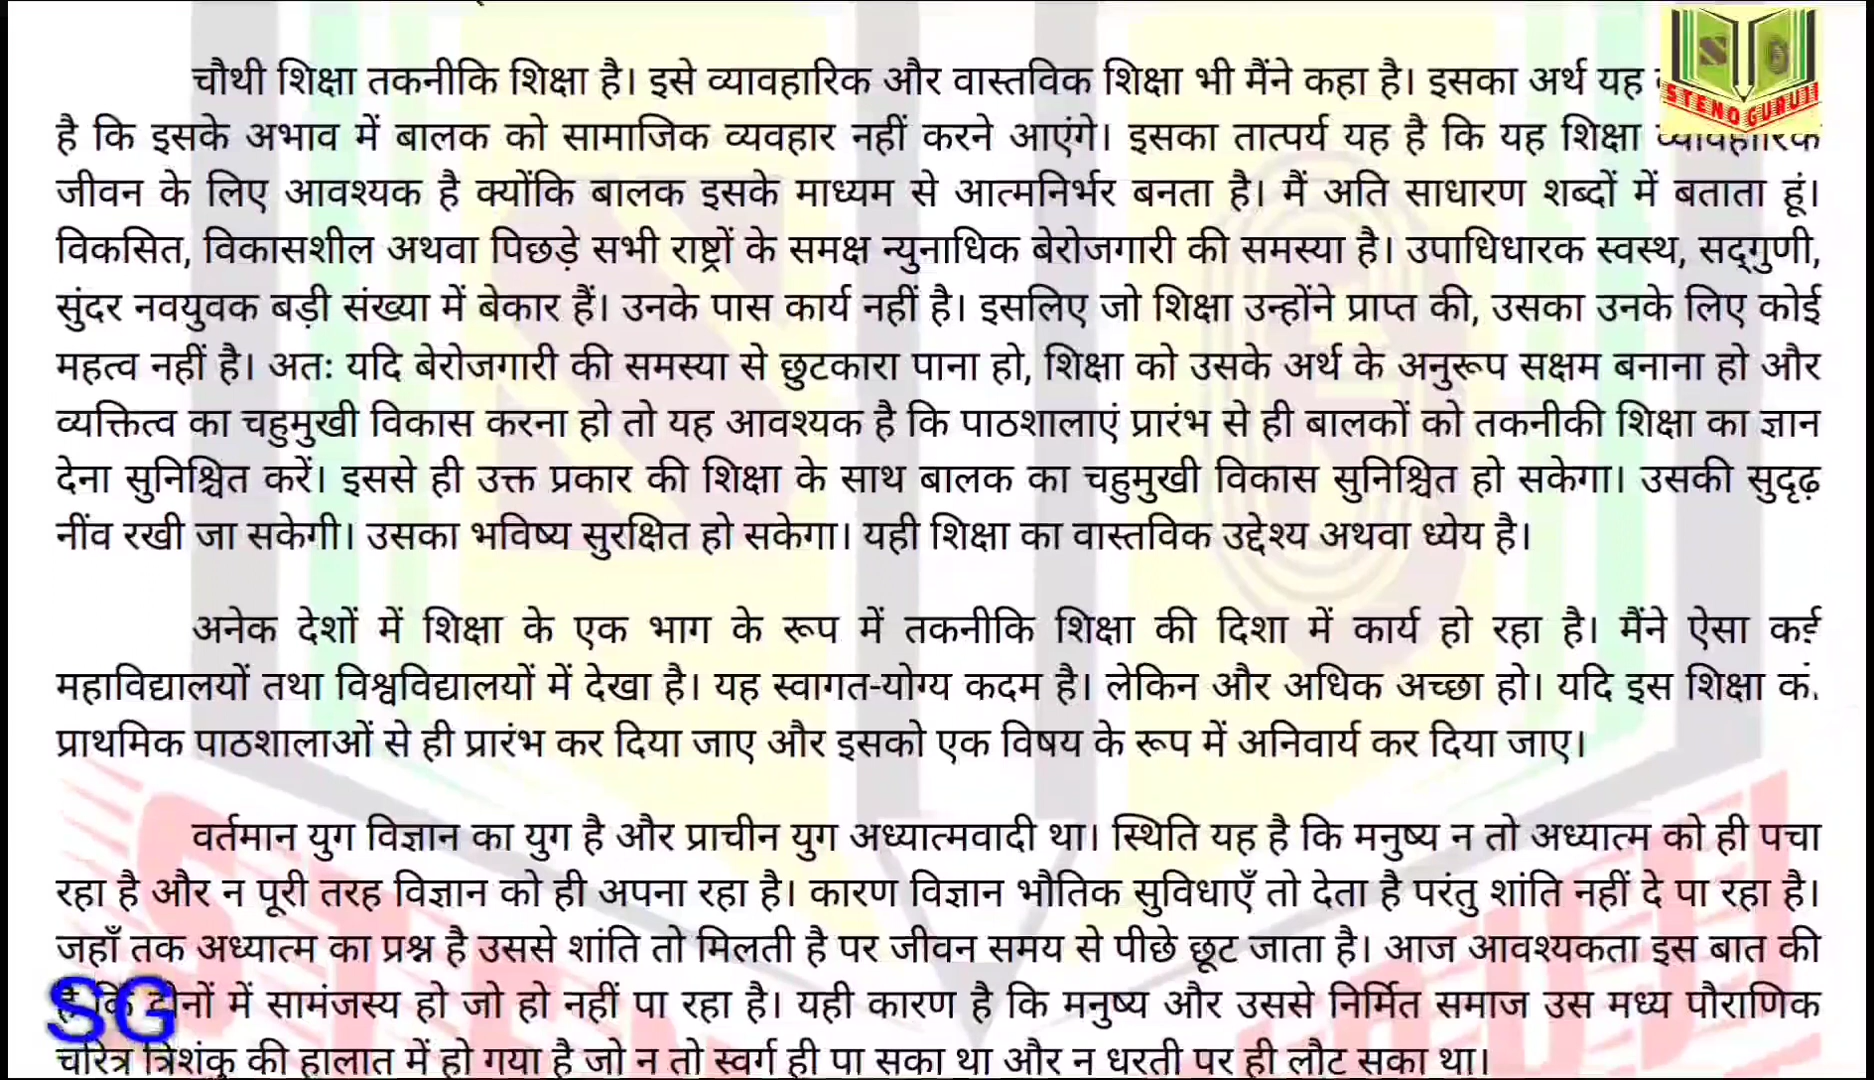 चौथी शिक्षा तकनीकि शिक्षा है। इसे व्यावहारिक और वास्तविक शिक्षा भी मैंने कहा है। इसका अर्थ यह
S G
STENO GURUJI
है कि इसके अभाव में बालक को सामाजिक व्यवहार नहीं करने आएंगे। इसका तात्पर्य यह है कि यह शिक्षा व्यावहारिक
जीवन के लिए आवश्यक है क्योंकि बालक इसके माध्यम से आत्मनिर्भर बनता है। मैं अति साधारण शब्दों में बताता हूं।
विकसित, विकासशील अथवा पिछड़े सभी राष्ट्रों के समक्ष न्युनाधिक बेरोजगारी की समस्या है। उपाधिधारक स्वस्थ, सद्‌गुणी,
सुंदर नवयुवक बड़ी संख्या में बेकार हैं। उनके पास कार्य नहीं है। इसलिए जो शिक्षा उन्होंने प्राप्त की, उसका उनके लिए कोई
महत्व नहीं है। अतः यदि बेरोजगारी की समस्या से छुटकारा पाना हो, शिक्षा को उसके अर्थ के अनुरूप सक्षम बनाना हो और
व्यक्तित्व का चहुमुखी विकास करना हो तो यह आवश्यक है कि पाठशालाएं प्रारंभ से ही बालकों को तकनीकी शिक्षा का ज्ञान
देना सुनिश्चित करें। इससे ही उक्त प्रकार की शिक्षा के साथ बालक का चहुमुखी विकास सुनिश्चित हो सकेगा। उसकी सुदृढ़
नींव रखी जा सकेगी। उसका भविष्य सुरक्षित हो सकेगा। यही शिक्षा का वास्तविक उद्देश्य अथवा ध्येय है।
अनेक देशों में शिक्षा के एक भाग के रूप में तकनीकि शिक्षा की दिशा में कार्य हो रहा है। मैंने ऐसा कई
महाविद्यालयों तथा विश्वविद्यालयों में देखा है। यह स्वागत-योग्य कदम है। लेकिन और अधिक अच्छा हो। यदि इस शिक्षा
प्राथमिक पाठशालाओं से ही प्रारंभ कर दिया जाए और इसको एक विषय के रूप में अनिवार्य कर दिया जाए।
वर्तमान युग विज्ञान का युग है और प्राचीन युग अध्यात्मवादी था। स्थिति यह है कि मनुष्य न तो अध्यात्म को ही पचा
रहा है और न पूरी तरह विज्ञान को ही अपना रहा है। कारण विज्ञान भौतिक सुविधाएँ तो देता है परंतु शांति नहीं दे पा रहा है।
जहाँ तक अध्यात्म का प्रश्न है उससे शांति तो मिलती है पर जीवन समय से पीछे छूट जाता है। आज आवश्यकता इस बात की
है कि दोनों में सामंजस्य हो जो हो नहीं पा रहा है। यही कारण है कि मनुष्य और उससे निर्मित समाज उस मध्य पौराणिक
SG
चरित्र त्रिशंकु की हालात में हो गया है जो न तो स्वर्ग ही पा सका था और न धरती पर ही लौट सका था।